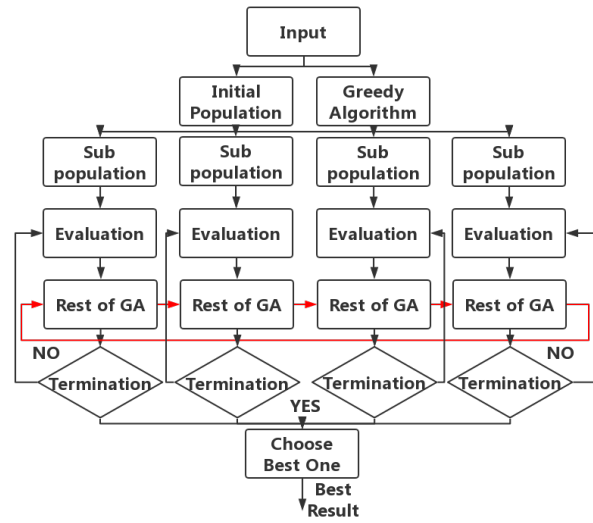 Input
Initial
Population
Greedy
Algorithm
Sub
population
Sub
population
Sub
population
Sub
population
Evaluation
Evaluation
Evaluation
Evaluation
Rest of GA
Rest of GA
Rest of GA
Rest of GA
NO
NO
Termination
Termination
Termination
Termination
YES
Choose
Best One
Best
Result